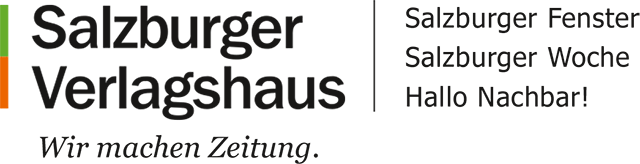 Salzburger
Verlagshaus
Wir machen Zeitung.
Salzburger Fenster
Salzburger Woche
Hallo Nachbar!